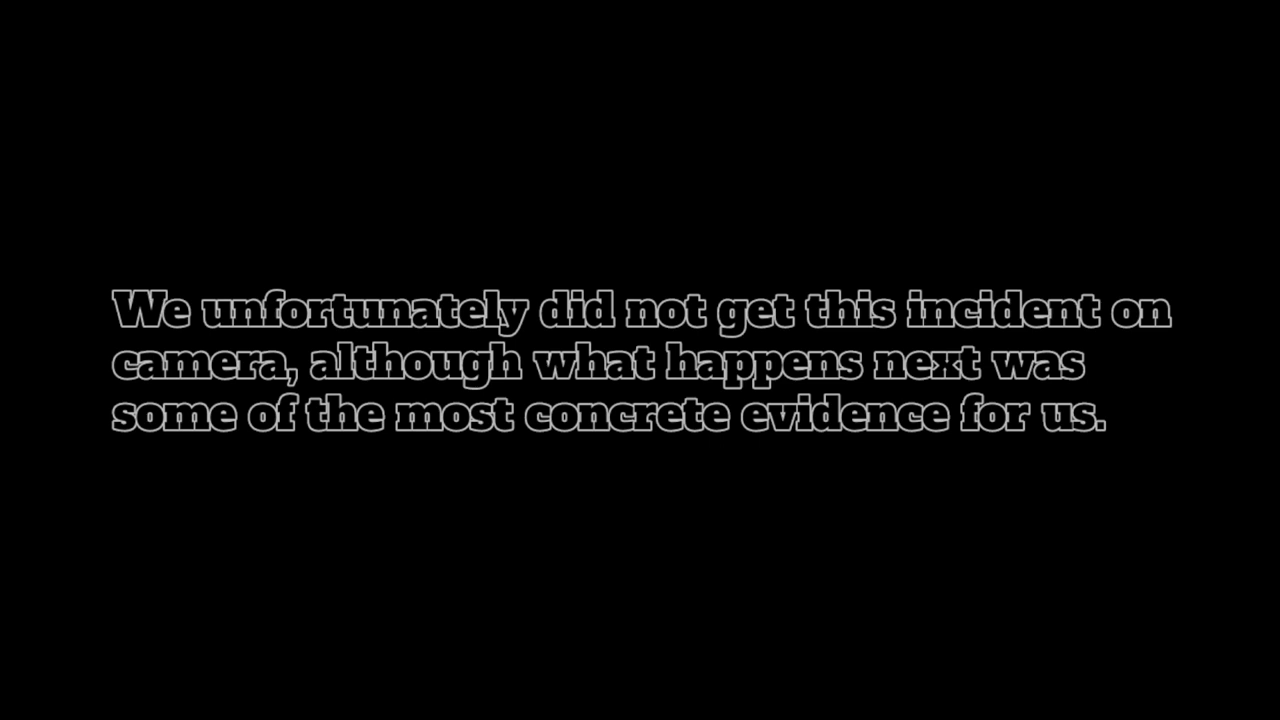 We unfortunately did not get this incident on
camera, although what happens next was
some of the most concrete evidence for us.